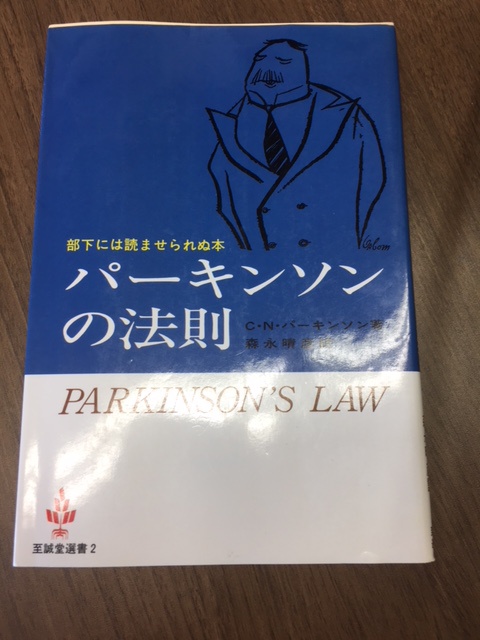 部下には読ませられぬ本
パーキンソン
の法則
C・N・パーキンソン著
森永晴
PARKINSON'S LAW
至誠堂選書2